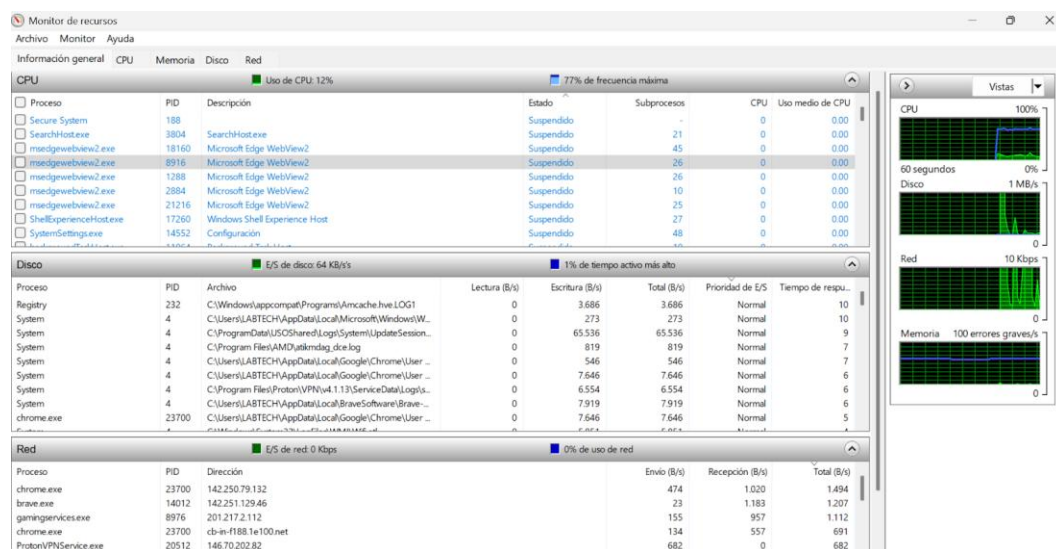 Monitor de recursos
Archivo Monitor Ayuda
Información general CPU Memoria Disco Red
CPU Uso de CPU: 12% 77% de frecuencia máxima
Proceso PID Descripción Estado Subprocesos CPU Uso medio de CPU
Secure System 188 Suspendido - 0 0.00
SearchHost.exe 3804 SearchHost.exe Suspendido 21 0 0.00
msedgewebview2.exe 18160 Microsoft Edge WebView2 Suspendido 45 0 0.00
msedgewebview2.exe 8916 Microsoft Edge WebView2 Suspendido 26 0 0.00
msedgewebview2.exe 1288 Microsoft Edge WebView2 Suspendido 26 0 0.00
msedgewebview2.exe 2884 Microsoft Edge WebView2 Suspendido 10 0 0.00
msedgewebview2.exe 21216 Microsoft Edge WebView2 Suspendido 25 0 0.00
ShellExperienceHost.exe 17260 Windows Shell Experience Host Suspendido 27 0 0.00
SystemSettings.exe 14552 Configuración Suspendido 48 0 0.00
Disco E/S de disco: 64 KB/s's 1% de tiempo activo más alto
Proceso PID Archivo Lectura (B/s) Escritura (B/s) Total (B/s) Prioridad de E/S Tiempo de respu...
Registry 232 C:\Windows\appcompat\Programs\Amcache.hve.LOG1 0 3.686 3.686 Normal 10
System 4 C:\Users\LABTECH\AppData\Local\Microsoft\Windows\W... 0 273 273 Normal 10
System 4 C:\ProgramData\USOShared\Logs\System\UpdateSession... 0 65.536 65.536 Normal 9
System 4 C:\Program Files\AMD\atikmdag_dce.log 0 819 819 Normal 7
System 4 C:\Users\LABTECH\AppData\Local\Google\Chrome\User ... 0 546 546 Normal 7
System 4 C:\Users\LABTECH\AppData\Local\Google\Chrome\User ... 0 7.646 7.646 Normal 6
System 4 C:\Program Files\Proton\VPN\v4.1.13\ServiceData\Logs\s... 0 6.554 6.554 Normal 6
System 4 C:\Users\LABTECH\AppData\Local\BraveSoftware\Brave-... 0 7.919 7.919 Normal 6
chrome.exe 23700 C:\Users\LABTECH\AppData\Local\Google\Chrome\User ... 0 7.646 7.646 Normal 5
Red E/S de red: 0 Kbps 0% de uso de red
Proceso PID Dirección Envío (B/s) Recepción (B/s) Total (B/s)
chrome.exe 23700 142.250.79.132 474 1.020 1.494
brave.exe 14012 142.251.129.46 23 1.183 1.207
gamingservices.exe 8976 201.217.2.112 155 957 1.112
chrome.exe 23700 cb-in-f188.1e100.net 134 557 691
ProtonVPNService.exe 20512 146.70.202.82 682 0 682
Vistas
CPU 100%
60 segundos 0%
Disco 1 MB/s
0
Red 10 Kbps
0
Memoria 100 errores graves/s
0